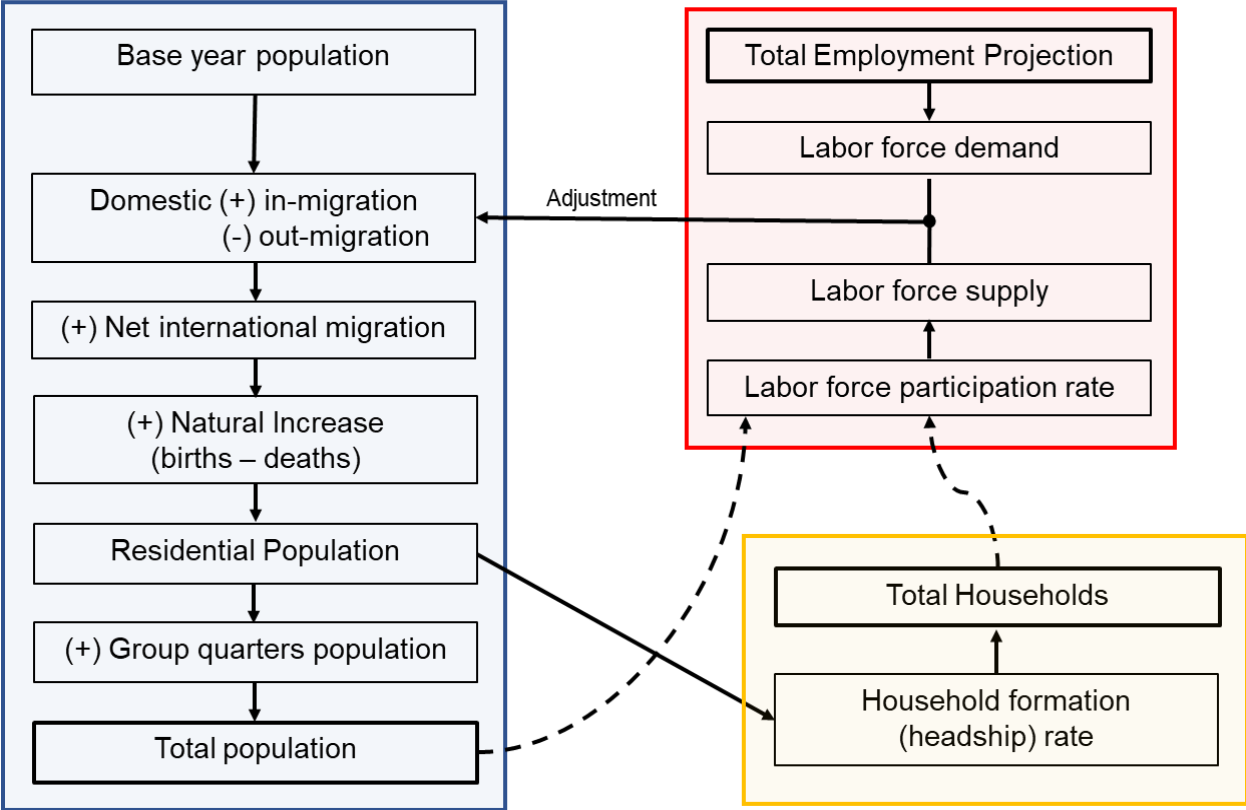 Base year population
Domestic (+) in-migration
(-) out-migration
(+) Net international migration
(+) Natural Increase
(births – deaths)
Residential Population
(+) Group quarters population
Total population
Adjustment
Total Employment Projection
Labor force demand
Labor force supply
Labor force participation rate
Total Households
Household formation
(headship) rate